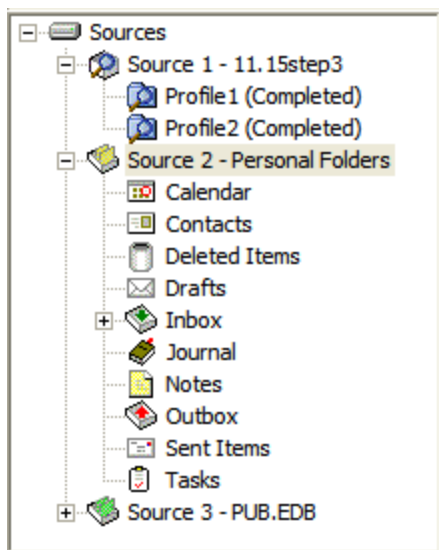 Sources
Source 1 - 11.15step3
Profile1 (Completed)
Profile2 (Completed)
Source 2 - Personal Folders
Calendar
Contacts
Deleted Items
Drafts
Inbox
Journal
Notes
Outbox
Sent Items
Tasks
Source 3 - PUB.EDB